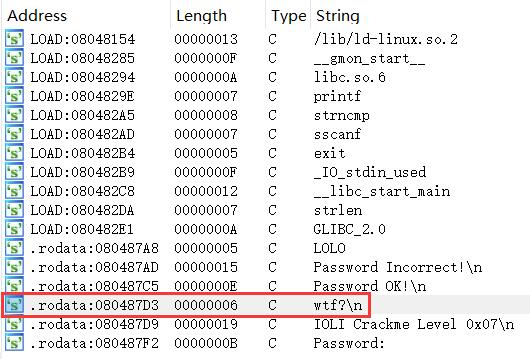 Address Length Type String
LOAD:08048154 00000013 C /lib/ld-linux.so.2
LOAD:08048285 0000000F C __gmon_start__
LOAD:08048294 0000000A C libc.so.6
LOAD:0804829E 00000007 C printf
LOAD:080482A5 00000008 C strncmp
LOAD:080482AD 00000007 C sscanf
LOAD:080482B4 00000005 C exit
LOAD:080482B9 0000000F C _IO_stdin_used
LOAD:080482C8 00000012 C __libc_start_main
LOAD:080482DA 00000007 C strlen
LOAD:080482E1 0000000A C GLIBC_2.0
.rodata:080487A8 00000005 C LOLO
.rodata:080487AD 00000015 C Password Incorrect!\n
.rodata:080487C5 0000000E C Password OK!\n
.rodata:080487D3 00000006 C wtf?\n
.rodata:080487D9 00000019 C IOLI Crackme Level 0x07\n
.rodata:080487F2 0000000B C Password: